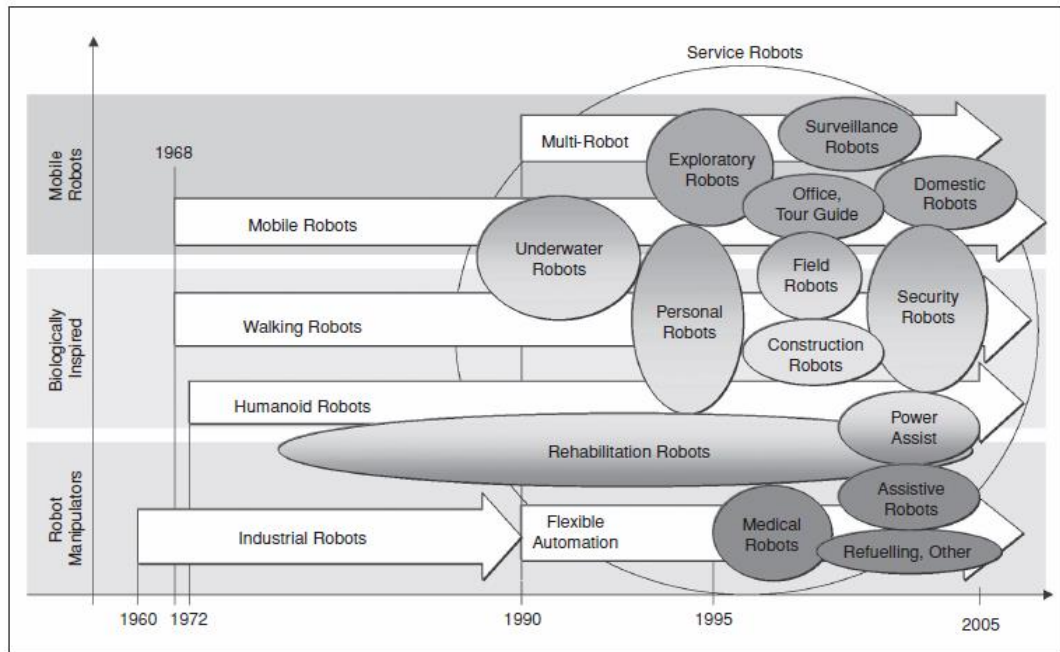 Service Robots
Mobile
Robots
1968
Multi-Robot
Exploratory
Robots
Surveillance
Robots
Office,
Tour Guide
Domestic
Robots
Mobile Robots
Underwater
Robots
Biologically
Inspired
Walking Robots
Personal
Robots
Field
Robots
Security
Robots
Construction
Robots
Humanoid Robots
Power
Assist
Rehabilitation Robots
Robot
Manipulators
Industrial Robots
Flexible
Automation
Medical
Robots
Assistive
Robots
Refuelling, Other
1960
1972
1990
1995
2005